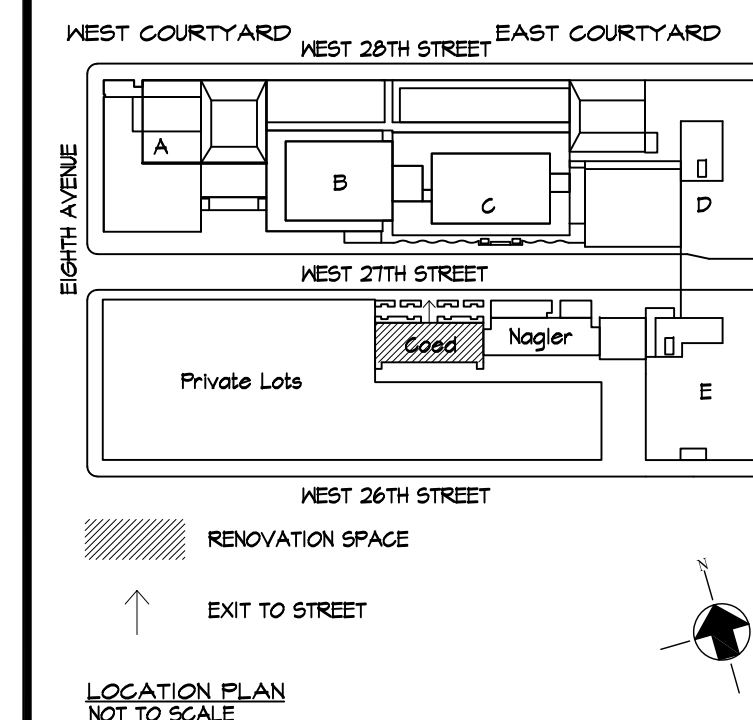 WEST COURTYARD
EAST COURTYARD
WEST 28TH STREET
A
B
C
D
EIGHTH AVENUE
WEST 27TH STREET
Coed
Nagler
Private Lots
E
WEST 26TH STREET
RENOVATION SPACE
N
EXIT TO STREET
LOCATION PLAN
NOT TO SCALE